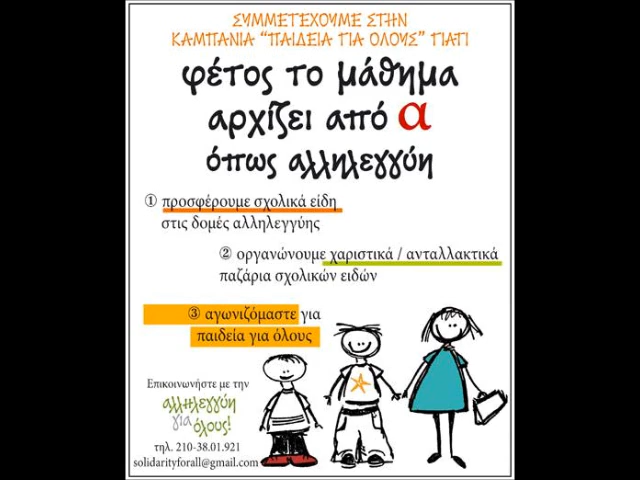 ΣΥΜΜΕΤΕΧΟΥΜΕ ΣΤΗΝ
ΚΑΜΠΑΝΙΑ "ΠΑΙΔΕΙΑ ΓΙΑ ΟΛΟΥΣ" ΓΙΑΤΙ
φέτος το μάθημα
αρχίζει από α
όπως αλληλεγγύη
① προσφέρουμε σχολικά είδη
στις δομές αλληλεγγύης
② οργανώνουμε χαριστικά / ανταλλακτικά
παζάρια σχολικών ειδών
③ αγωνιζόμαστε για
παιδεία για όλους
Επικοινωνήστε με την
αλληλεγγύη
για
όλους!
τηλ. 210-38.01.921
solidarityforall@gmail.com